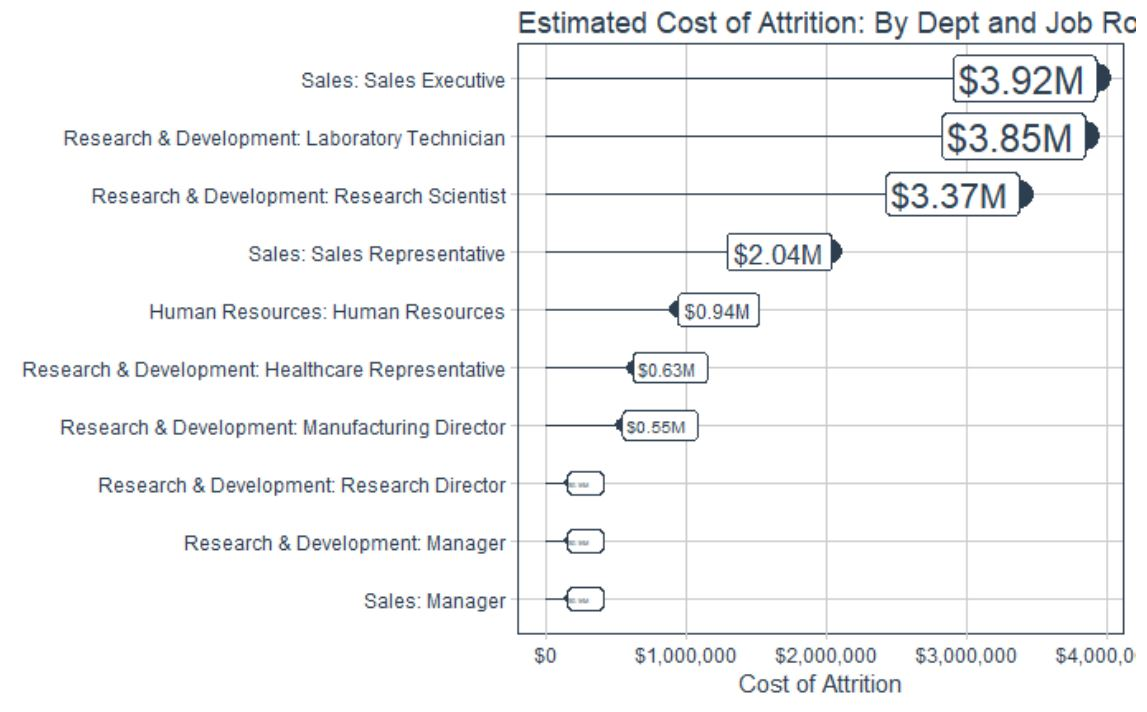 Estimated Cost of Attrition: By Dept and Job Ro
Sales: Sales Executive
$3.92M
Research & Development: Laboratory Technician
$3.85M
Research & Development: Research Scientist
$3.37M
Sales: Sales Representative
$2.04M
Human Resources: Human Resources
$0.94M
Research & Development: Healthcare Representative
$0.63M
Research & Development: Manufacturing Director
$0.55M
Research & Development: Research Director
Research & Development: Manager
Sales: Manager
$0 $1,000,000 $2,000,000 $3,000,000 $4,000,0
Cost of Attrition